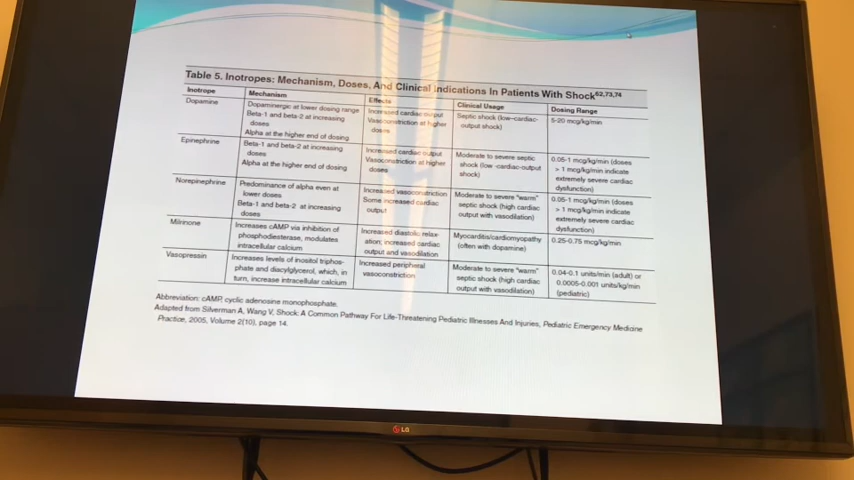 Table 5. Inotropes: Mechanism, Doses, And Clinical Indications In Patients With Shock62,73,74
Inotrope Mechanism Effects Clinical Usage Dosing Range
Dopamine
Dopaminergic at lower dosing range
Beta-1 and beta-2 at increasing
doses
Alpha at the higher end of dosing
Increased cardiac output
Vasoconstriction at higher
doses
Septic shock (low-cardiac-
output shock)
5-20 mcg/kg/min
Epinephrine
Beta-1 and beta-2 at increasing
doses
Alpha at the higher end of dosing
Increased cardiac output
Vasoconstriction at higher
doses
Moderate to severe septic
shock (low-cardiac-output
shock)
0.05-1 mcg/kg/min (doses
> 1 mcg/kg/min indicate
extremely severe cardiac
dysfunction)
Norepinephrine
Predominance of alpha even at
lower doses
Beta-1 and beta-2 at increasing
doses
Increased vasoconstriction
Some increased cardiac
output
Moderate to severe "warm"
septic shock (high cardiac
output with vasodilation)
0.05-1 mcg/kg/min (doses
> 1 mcg/kg/min indicate
extremely severe cardiac
dysfunction)
Milrinone
Increases cAMP via inhibition of
phosphodiesterase, modulates
intracellular calcium
Increased diastolic relax-
ation; increased cardiac
output and vasodilation
Myocarditis/cardiomyopathy
(often with dopamine)
0.25-0.75 mcg/kg/min
Vasopressin
Increases levels of inositol triphos-
phate and diacylglycerol, which, in
turn, increase intracellular calcium
Increased peripheral
vasoconstriction
Moderate to severe "warm"
septic shock (high cardiac
output with vasodilation)
0.04-0.1 units/min (adult) or
0.0005-0.001 units/kg/min
(pediatric)
Abbreviation: cAMP, cyclic adenosine monophosphate.
Adapted from Silverman A, Wang V, Shock: A Common Pathway For Life-Threatening Pediatric Illnesses And Injuries, Pediatric Emergency Medicine
Practice, 2005, Volume 2(10), page 14.
LG